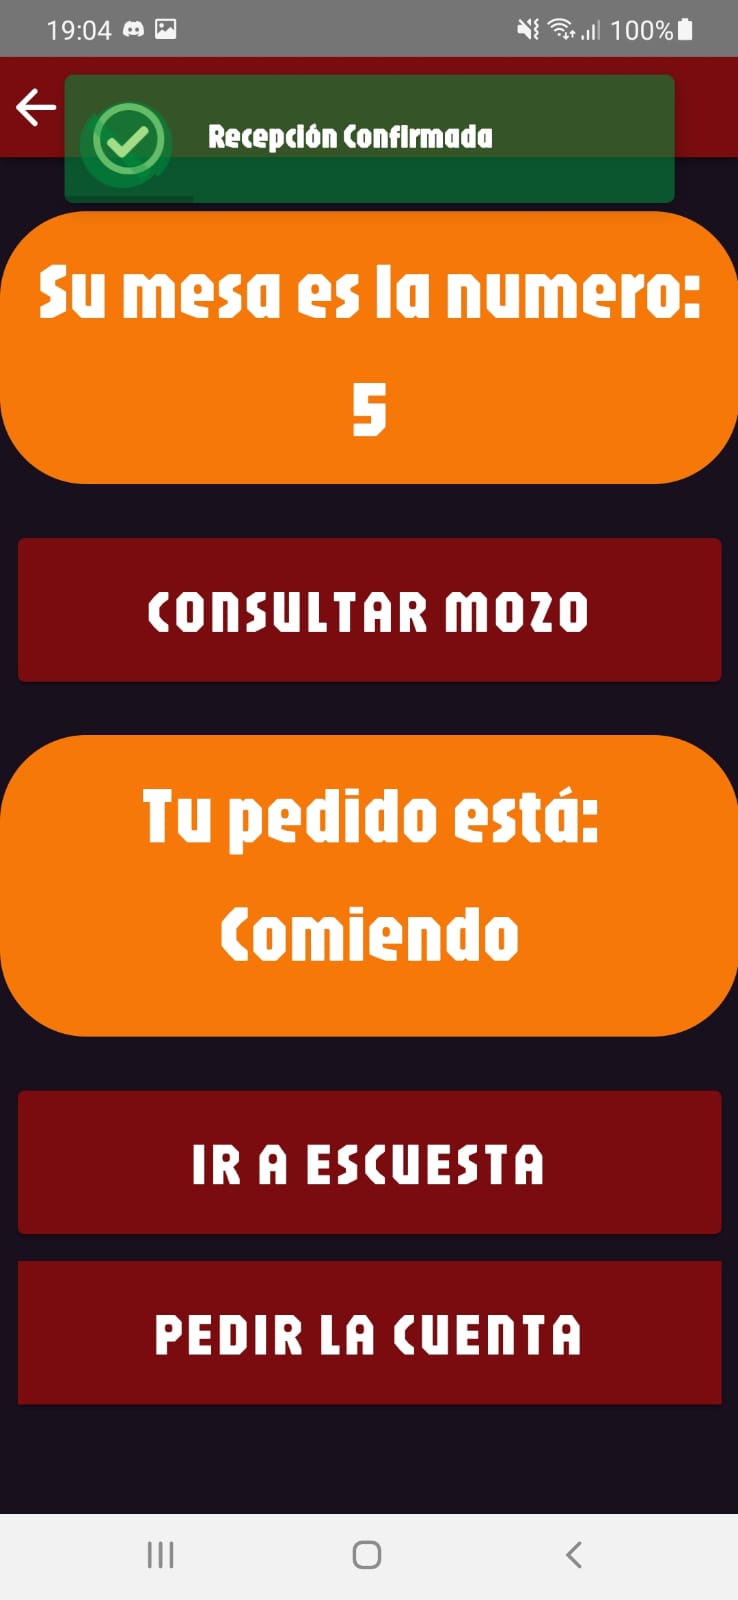 19:04
100%
Recepción Confirmada
Su mesa es la numero:
5
CONSULTAR MOZO
Tu pedido está:
Comiendo
IR A ESCUESTA
PEDIR LA CUENTA